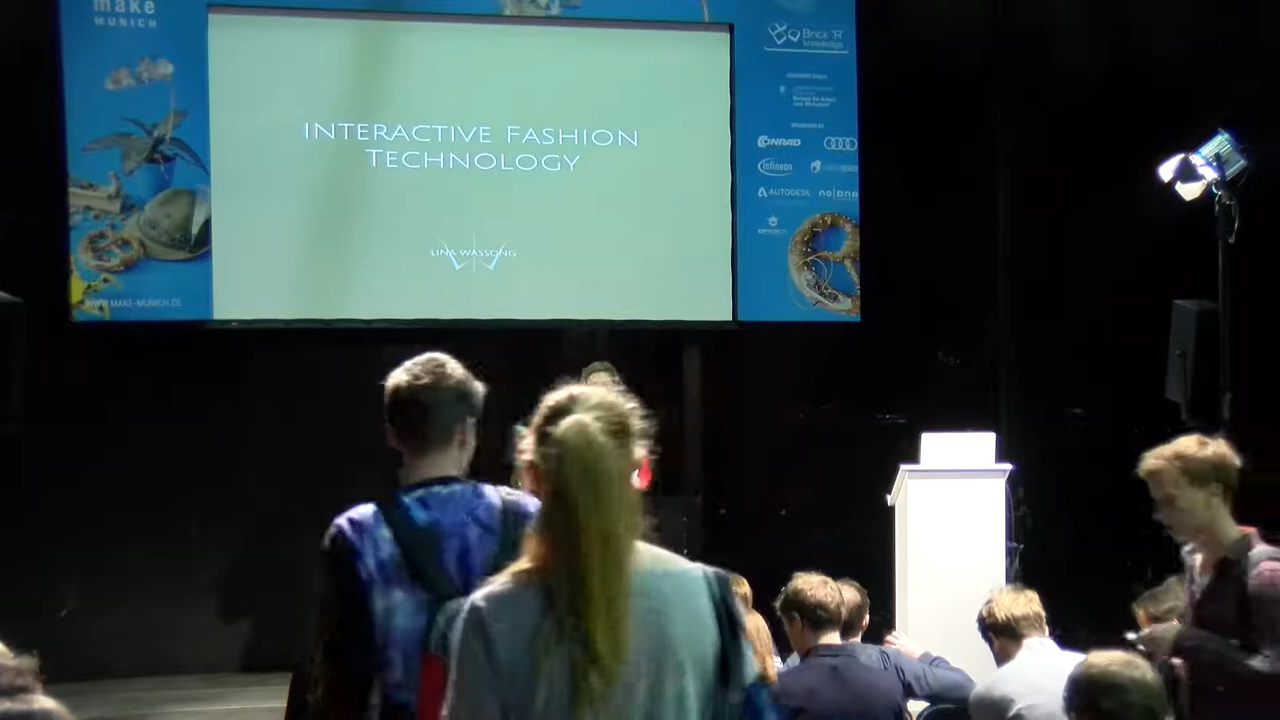 make
MUNICH
INTERACTIVE FASHION
TECHNOLOGY
LINA WASSONG
WWW.MAKE-MUNICH.DE
Brick 'R'
knowledge
CONRAD
infineon
AUTODESK